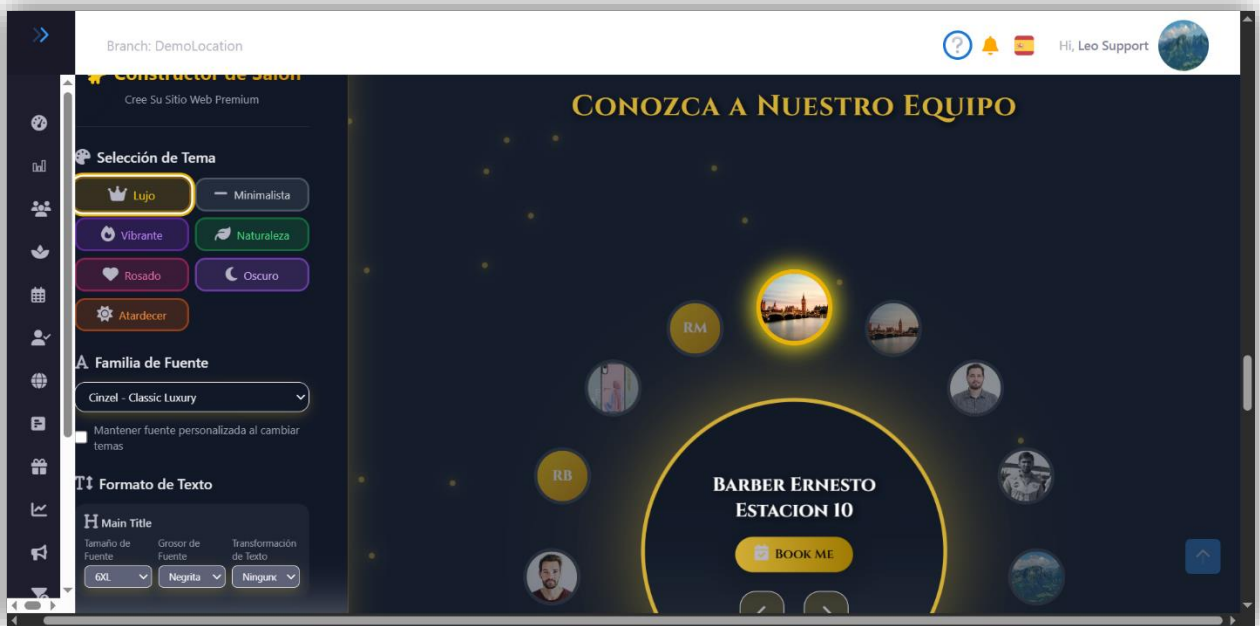 Branch: DemoLocation
Hi, Leo Support
Constructor de Salón
Cree Su Sitio Web Premium
Selección de Tema
Lujo
Minimalista
Vibrante
Naturaleza
Rosado
Oscuro
Atardecer
Familia de Fuente
Cinzel - Classic Luxury
Mantener fuente personalizada al cambiar
temas
Formato de Texto
Main Title
Tamaño de
Fuente
Grosor de
Fuente
Transformación
de Texto
6XL
Negrita
Conozca a Nuestro Equipo
RM
RB
Barber Ernesto
Estacion 10
Book Me